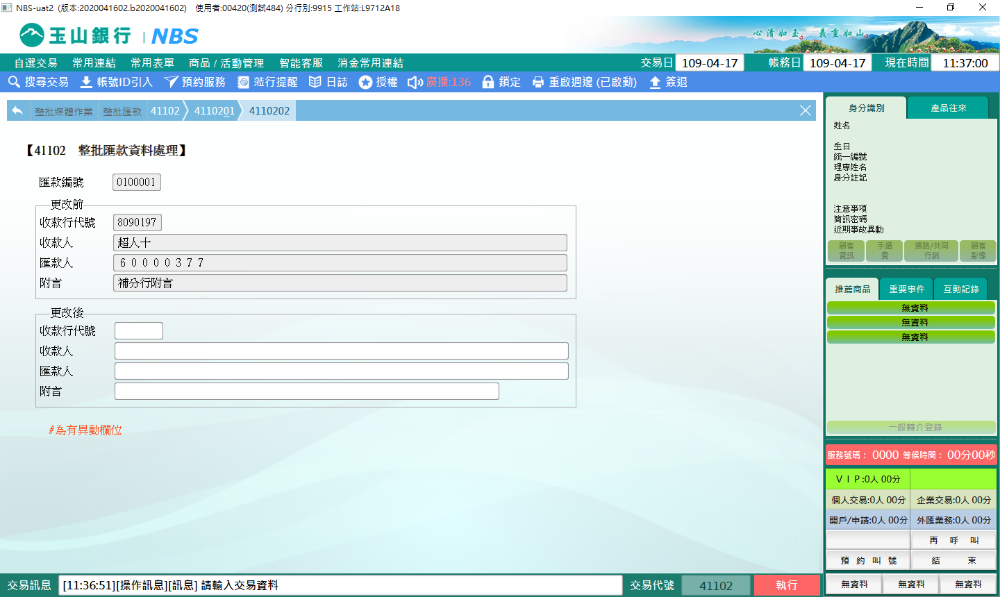 NBS-uat2 (版本:2020041602.b2020041602) 使用者:00420(測試484) 分行別:9915 工作站:L9712A18
玉山銀行 | NBS
心清如玉 義重如山
自選交易 常用連結 常用表單 商品 / 活動管理 智能客服 消金常用連結 交易日 109-04-17 帳務日 109-04-17 現在時間 11:37:00
搜尋交易 帳號ID引入 預約服務 蒞行提醒 日誌 授權 廣播:136 鎖定 重啟週邊 (已啟動) 簽退
整批媒體作業 整批匯款 41102 4110201 4110202
【41102 整批匯款資料處理】
匯款編號 0100001
更改前
收款行代號 8090197
收款人 超人十
匯款人 60000377
附言 補分行附言
更改後
收款行代號
收款人
匯款人
附言
#為有異動欄位
身分識別 產品往來
姓名
生日
統一編號
理專姓名
身分註記
注意事項
簡訊密碼
近期事故異動
顧客資訊 手續費 通路/共同行銷 顧客影像
推薦商品 重要事件 互動記錄
無資料
無資料
無資料
一般轉介登錄
服務號碼: 0000 等候時間: 00分00秒
VIP:0人 00分
個人交易:0人 00分 企業交易:0人 00分
開戶/申請:0人 00分 外匯業務:0人 00分
再 呼 叫
預 約 叫 號 結 束
無資料 無資料 無資料
交易訊息 [11:36:51][操作訊息][訊息] 請輸入交易資料 交易代號 41102 執行